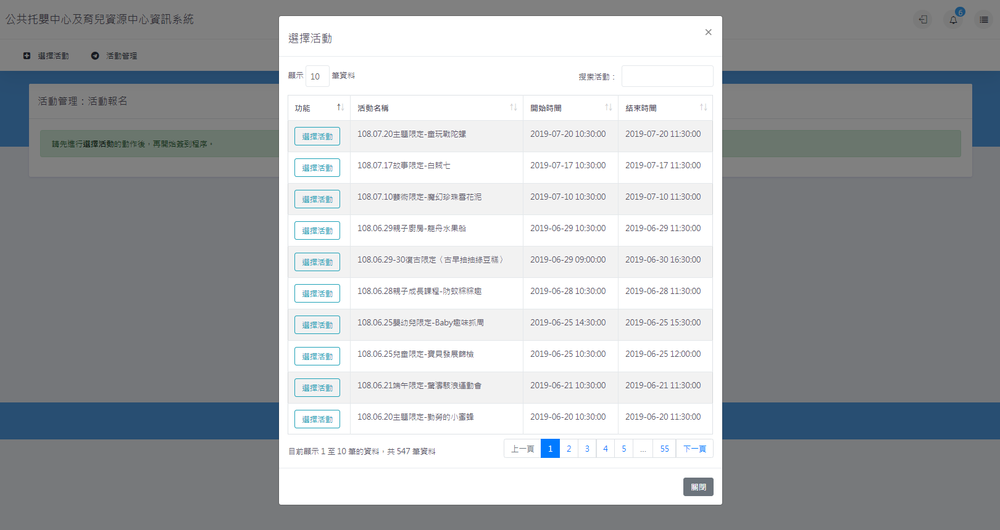 公共托嬰中心及育兒資源中心資訊系統
6
選擇活動 活動管理
活動管理：活動報名
請先進行選擇活動的動作後，再開始簽到程序。
選擇活動 ×
顯示 10 筆資料 搜索活動：
功能 活動名稱 開始時間 結束時間
選擇活動 108.07.20主題限定-童玩戰陀螺 2019-07-20 10:30:00 2019-07-20 11:30:00
選擇活動 108.07.17故事限定-白賊七 2019-07-17 10:30:00 2019-07-17 11:30:00
選擇活動 108.07.10藝術限定-魔幻珍珠雪花泥 2019-07-10 10:30:00 2019-07-10 11:30:00
選擇活動 108.06.29親子廚房-龍舟水果船 2019-06-29 10:30:00 2019-06-29 11:30:00
選擇活動 108.06.29-30復古限定〈古早抽抽綠豆糕〉 2019-06-29 09:00:00 2019-06-30 16:30:00
選擇活動 108.06.28親子成長課程-防蚊粽粽趣 2019-06-28 10:30:00 2019-06-28 11:30:00
選擇活動 108.06.25嬰幼兒限定-Baby趣味抓周 2019-06-25 14:30:00 2019-06-25 15:30:00
選擇活動 108.06.25兒童限定-寶貝發展篩檢 2019-06-25 10:30:00 2019-06-25 12:00:00
選擇活動 108.06.21端午限定-驚濤駭浪運動會 2019-06-21 10:30:00 2019-06-21 11:30:00
選擇活動 108.06.20主題限定-勤勞的小蜜蜂 2019-06-20 10:30:00 2019-06-20 11:30:00
目前顯示 1 至 10 筆的資料，共 547 筆資料 上一頁 1 2 3 4 5 … 55 下一頁
關閉